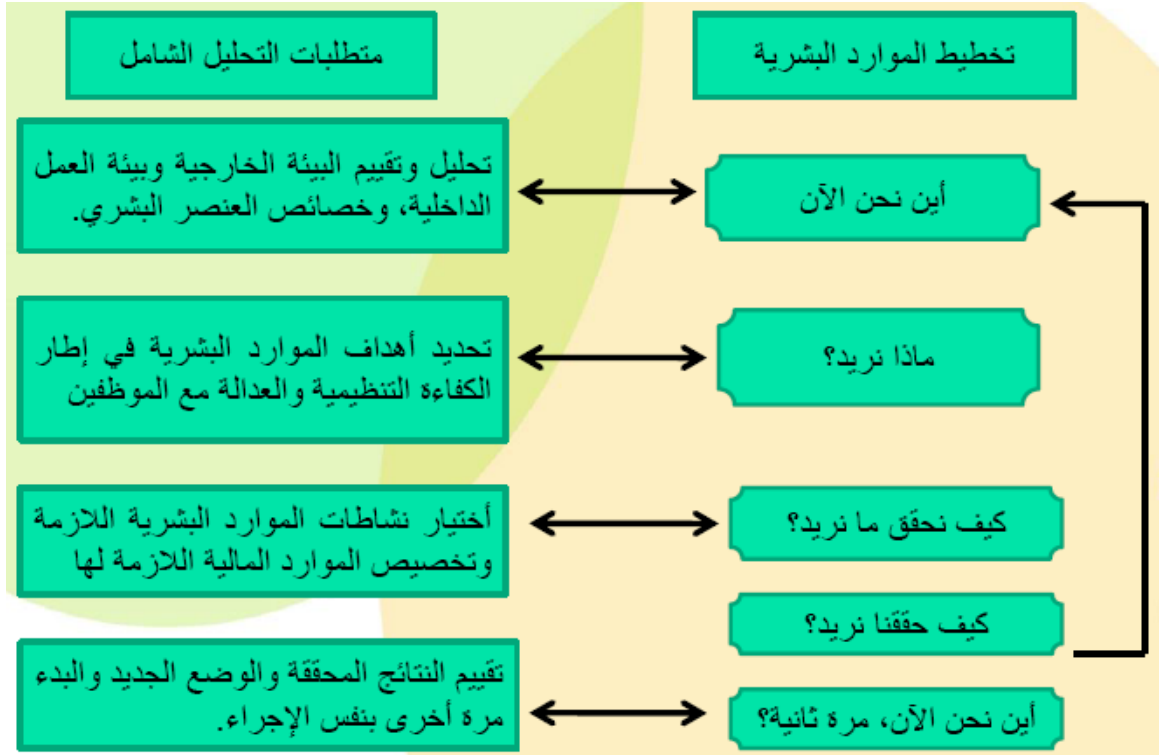 تخطيط الموارد البشرية
متطلبات التحليل الشامل
أين نحن الآن
تحليل وتقييم البيئة الخارجية وبيئة العمل
الداخلية، وخصائص العنصر البشري.
ماذا نريد؟
تحديد أهداف الموارد البشرية في إطار
الكفاءة التنظيمية والعدالة مع الموظفين
كيف نحقق ما نريد؟
أختيار نشاطات الموارد البشرية اللازمة
وتخصيص الموارد المالية اللازمة لها
كيف حققنا نريد؟
أين نحن الآن، مرة ثانية؟
تقييم النتائج المحققة والوضع الجديد والبدء
مرة أخرى بنفس الإجراء.